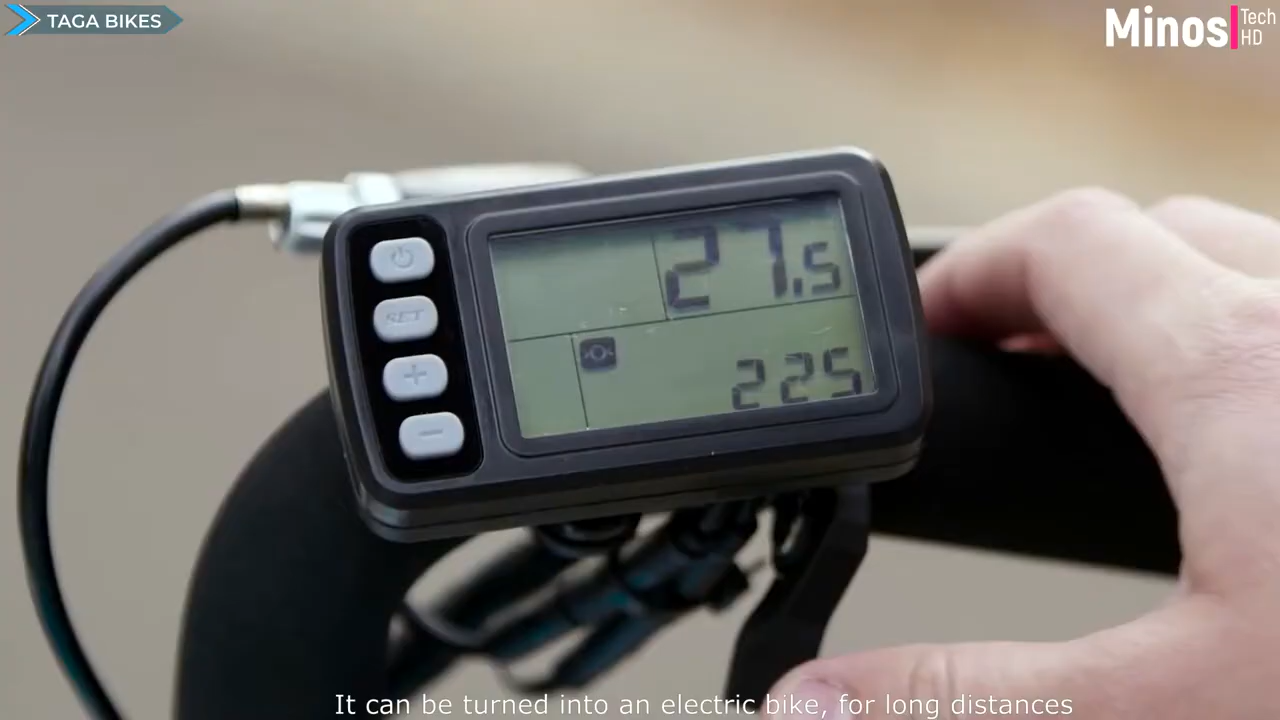 TAGA BIKES
Minos Tech HD
SET
27.5
225
It can be turned into an electric bike, for long distances